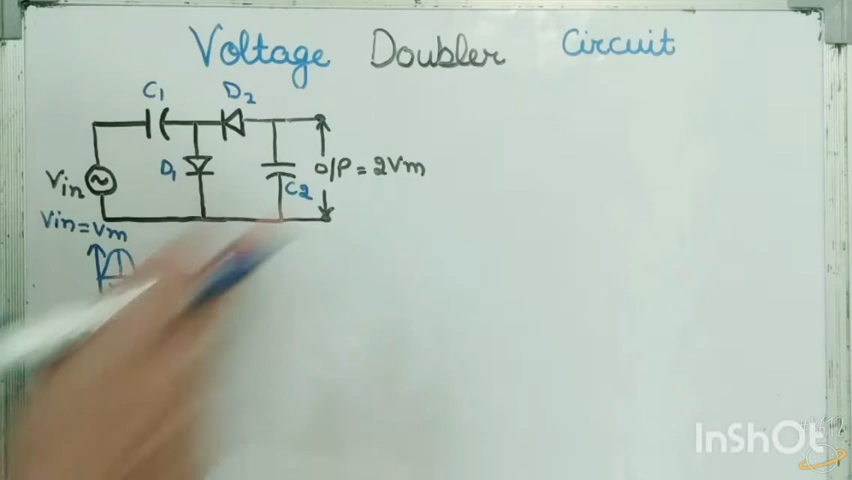 Voltage Doubler Circuit
C1 D2
D1 O/P = 2Vm
Vin C2
Vin = Vm
InShOt